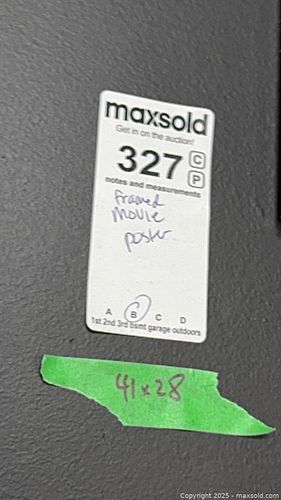 maxsold
Get in on the auction!
327 C
P
notes and measurements
framed
movie
poster
A B C D
1st 2nd 3rd bsmt garage outdoors
41x28
Copyright © 2025 - maxsold.com